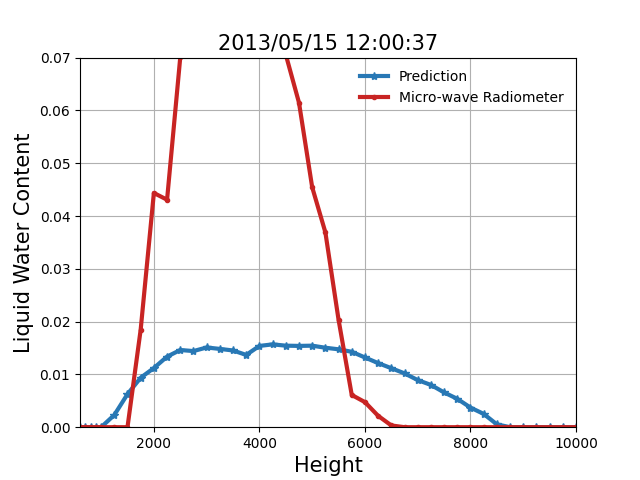 2013/05/15 12:00:37
0.07
0.06
0.05
0.04
0.03
0.02
0.01
0.00
Liquid Water Content
Prediction
Micro-wave Radiometer
2000 4000 6000 8000 10000
Height